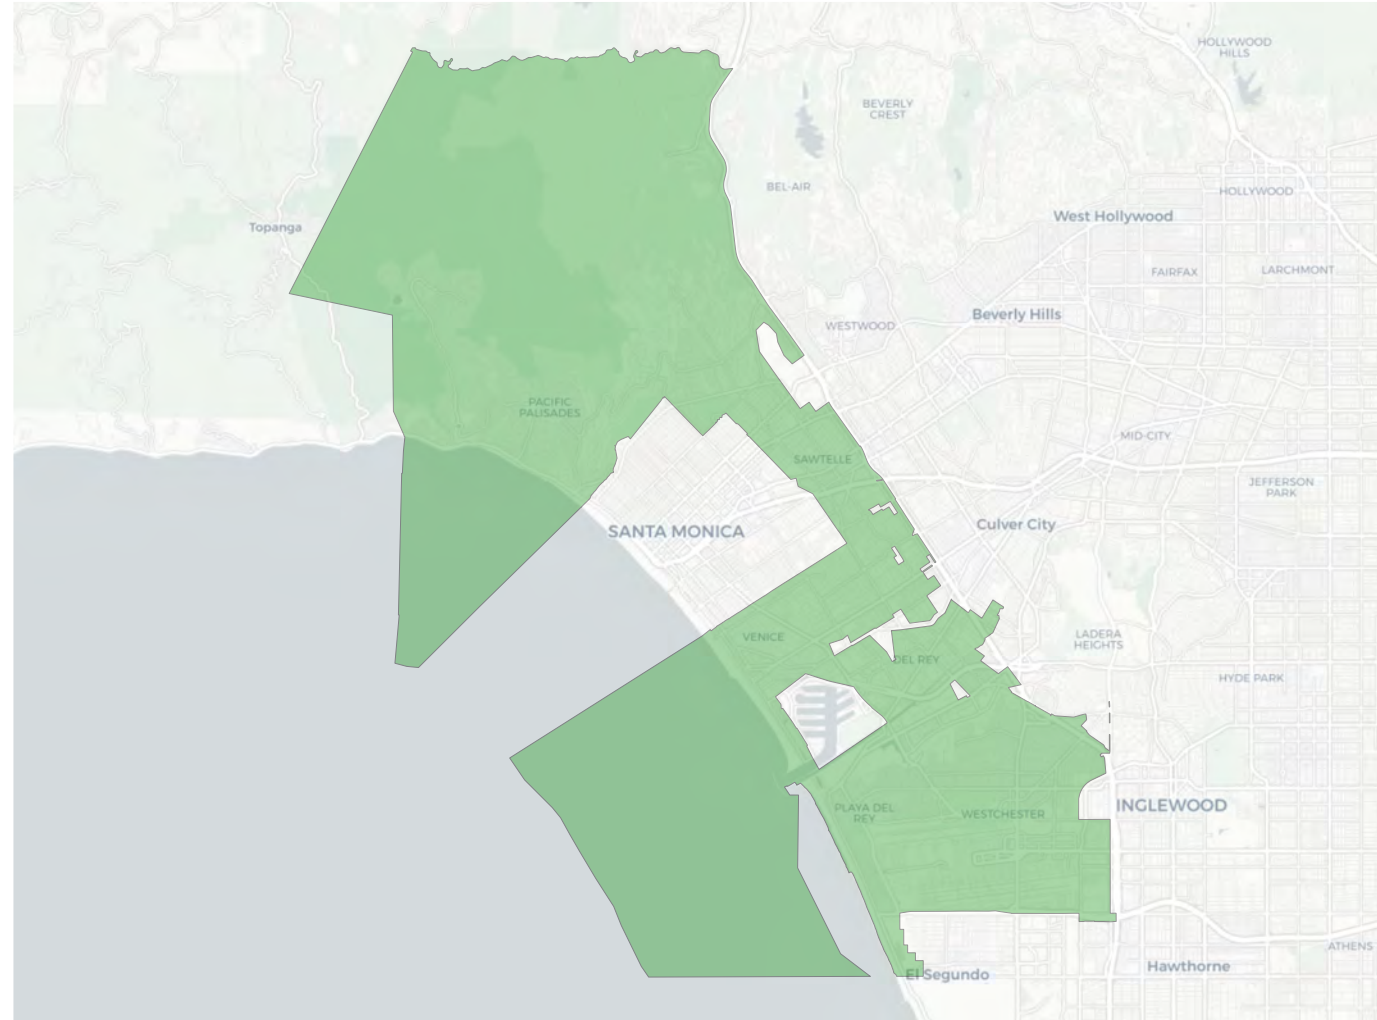 HOLLYWOOD
HILLS
BEVERLY
CREST
BEL-AIR
HOLLYWOOD
West Hollywood
Topanga
FAIRFAX
LARCHMONT
Beverly Hills
WESTWOOD
PACIFIC
PALISADES
MID-CITY
SAWTELLE
JEFFERSON
PARK
Culver City
SANTA MONICA
VENICE
LADERA
HEIGHTS
DEL REY
HYDE PARK
INGLEWOOD
PLAYA DEL
REY
WESTCHESTER
ATHENS
Hawthorne
El Segundo